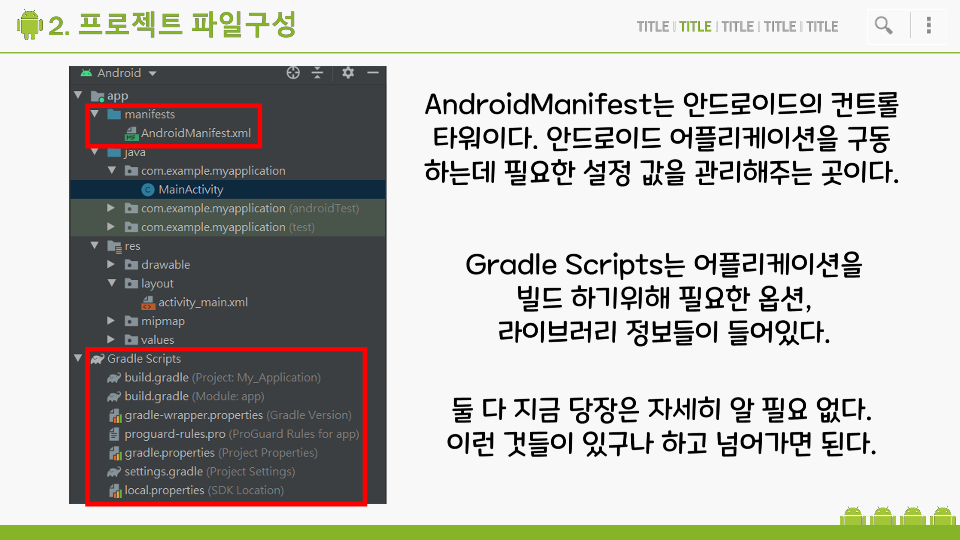 2. 프로젝트 파일구성
TITLE || TITLE || TITLE || TITLE || TITLE
Android
app
manifests
AndroidManifest.xml
java
com.example.myapplication
MainActivity
com.example.myapplication (androidTest)
com.example.myapplication (test)
res
drawable
layout
activity_main.xml
mipmap
values
Gradle Scripts
build.gradle (Project: My_Application)
build.gradle (Module: app)
gradle-wrapper.properties (Gradle Version)
proguard-rules.pro (ProGuard Rules for app)
gradle.properties (Project Properties)
settings.gradle (Project Settings)
local.properties (SDK Location)
AndroidManifest는 안드로이드의 컨트롤
타워이다. 안드로이드 어플리케이션을 구동
하는데 필요한 설정 값을 관리해주는 곳이다.
Gradle Scripts는 어플리케이션을
빌드 하기위해 필요한 옵션,
라이브러리 정보들이 들어있다.
둘 다 지금 당장은 자세히 알 필요 없다.
이런 것들이 있구나 하고 넘어가면 된다.